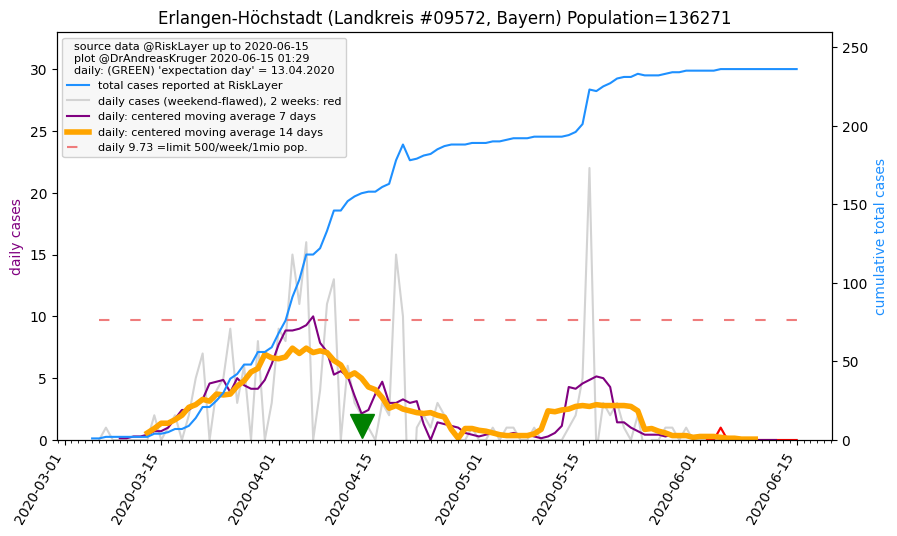 Erlangen-Höchstadt (Landkreis #09572, Bayern) Population=136271
source data @RiskLayer up to 2020-06-15
plot @DrAndreasKruger 2020-06-15 01:29
daily: (GREEN) 'expectation day' = 13.04.2020
total cases reported at RiskLayer
daily cases (weekend-flawed), 2 weeks: red
daily: centered moving average 7 days
daily: centered moving average 14 days
daily 9.73 =limit 500/week/1mio pop.
daily cases
30
25
20
15
10
5
0
cumulative total cases
250
200
150
100
50
0
2020-03-01
2020-03-15
2020-04-01
2020-04-15
2020-05-01
2020-05-15
2020-06-01
2020-06-15